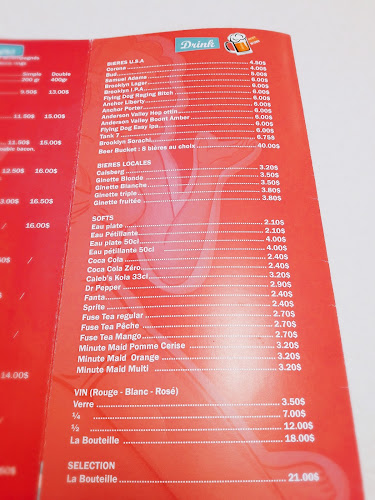 Simple Double
200 gr 400gr
9.50$ 13.00$
11.50$ 15.00$
11.50$ 15.00$
bacon,
12.50$ 16.50$
16.50$
16.00$
14.00$
Drink
BIERES U.S.A
Corona 4.50$
Bud 4.00$
Samuel Adams 5.00$
Brooklyn Lager 6.00$
Brooklyn I.P.A. 6.00$
Flying Dog Raging Bitch 6.00$
Anchor Liberty 6.00$
Anchor Porter 6.00$
Anderson Valley Hop ottin 6.00$
Anderson Valley Boont Amber 6.00$
Flying Dog Easy Ipa 6.00$
Tank 7 6.00$
Brooklyn Sorachi 6.75$
Beer Bucket : 8 bières au choix 40.00$
BIERES LOCALES
Calsberg 3.20$
Ginette Blonde 3.50$
Ginette Blanche 3.50$
Ginette triple 3.80$
Ginette fruitée 3.80$
SOFTS
Eau plate 2.10$
Eau Pétillante 2.10$
Eau plate 50cl 4.00$
Eau pétillante 50cl 4.00$
Coca Cola 2.40$
Coca Cola Zéro 2.40$
Caleb's Kola 33cl 3.20$
Dr Pepper 2.90$
Fanta 2.40$
Sprite 2.40$
Fuse Tea regular 2.70$
Fuse Tea Pêche 2.70$
Fuse Tea Mango 2.70$
Minute Maid Pomme Cerise 3.20$
Minute Maid Orange 3.20$
Minute Maid Multi 3.20$
VIN (Rouge - Blanc - Rosé)
Verre 3.50$
¼ 7.00$
½ 12.00$
La Bouteille 18.00$
SELECTION
La Bouteille 21.00$